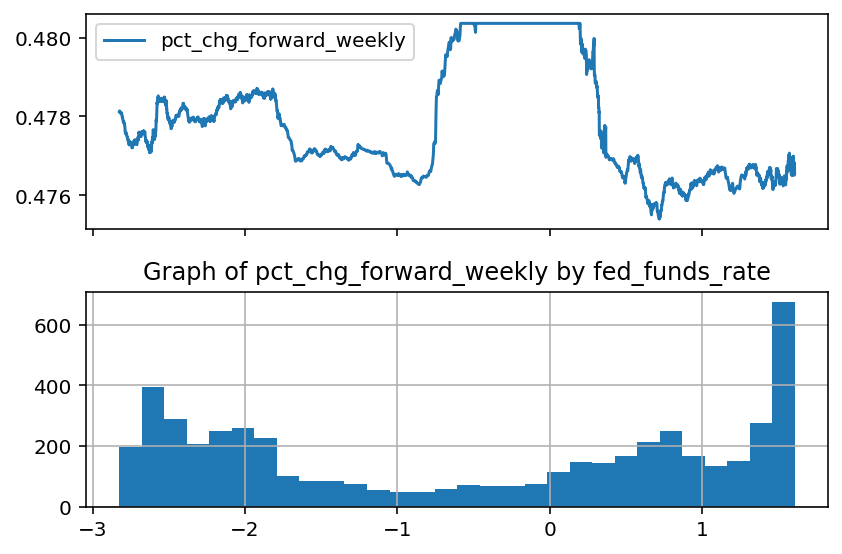 0.480
pct_chg_forward_weekly
0.478
0.476
Graph of pct_chg_forward_weekly by fed_funds_rate
600
400
200
0
−3 −2 −1 0 1